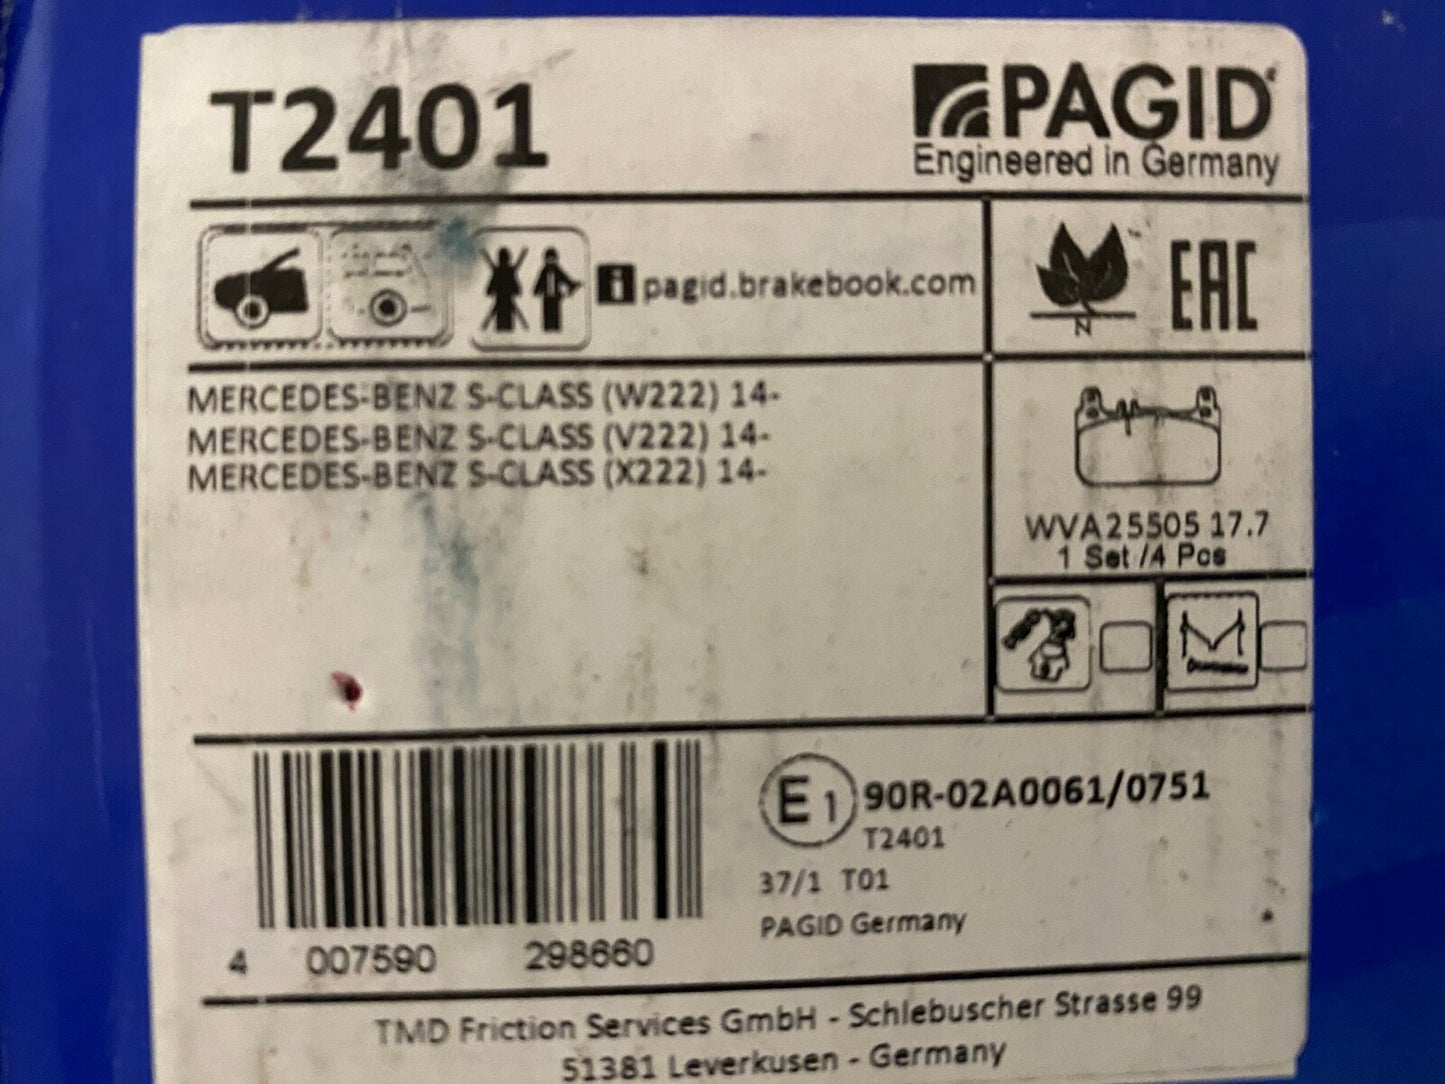 T2401
PAGID
Engineered in Germany
i pagid.brakebook.com
N
EAC
MERCEDES-BENZ S-CLASS (W222) 14-
MERCEDES-BENZ S-CLASS (V222) 14-
MERCEDES-BENZ S-CLASS (X222) 14-
WVA25505 17.7
1 Set /4 Pcs
E1 90R-02A0061/0751
T2401
37/1 T01
PAGID Germany
4 007590 298660
TMD Friction Services GmbH - Schlebuscher Strasse 99
51381 Leverkusen - Germany